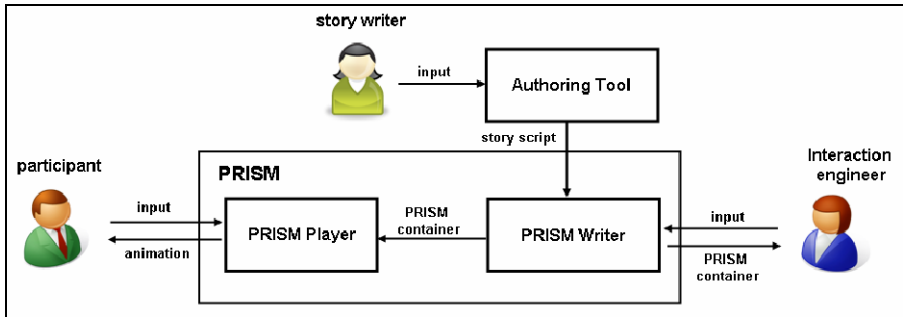 story writer
input
Authoring Tool
story script
participant
PRISM
Interaction
engineer
input
PRISM Player
animation
PRISM
container
PRISM Writer
input
PRISM
container